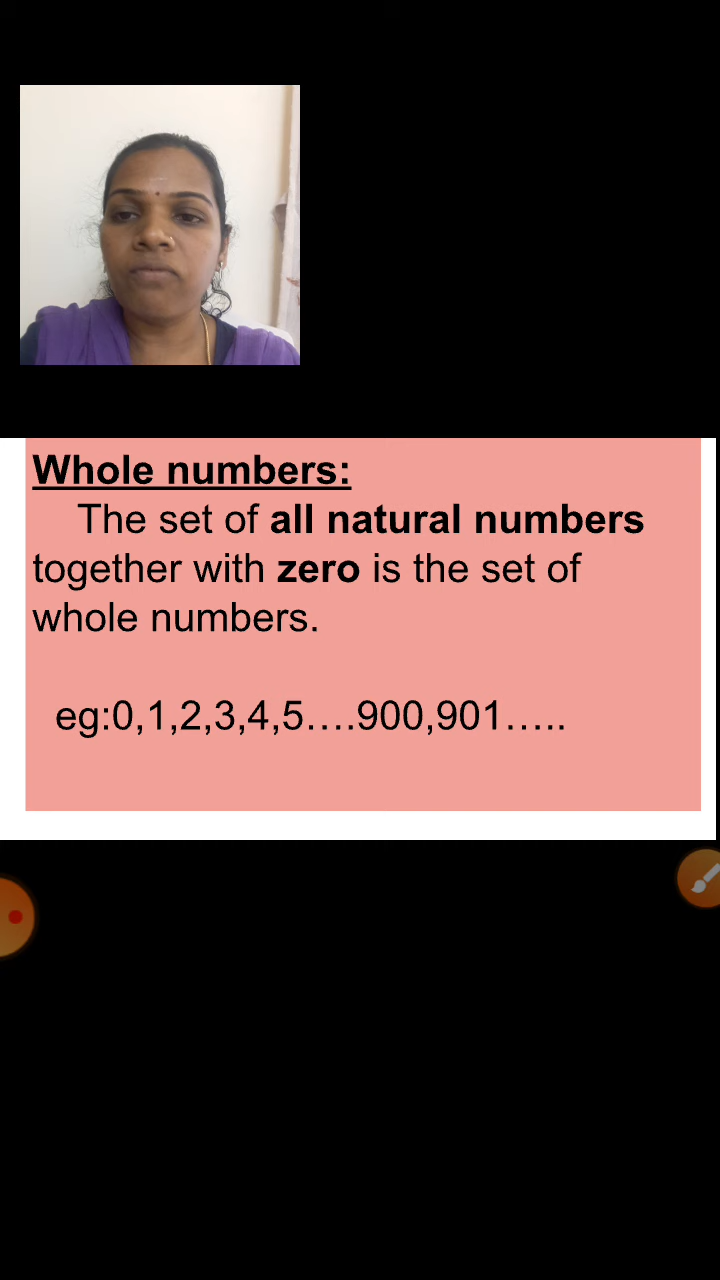 Whole numbers:
The set of all natural numbers
together with zero is the set of
whole numbers.
eg:0,1,2,3,4,5….900,901…..